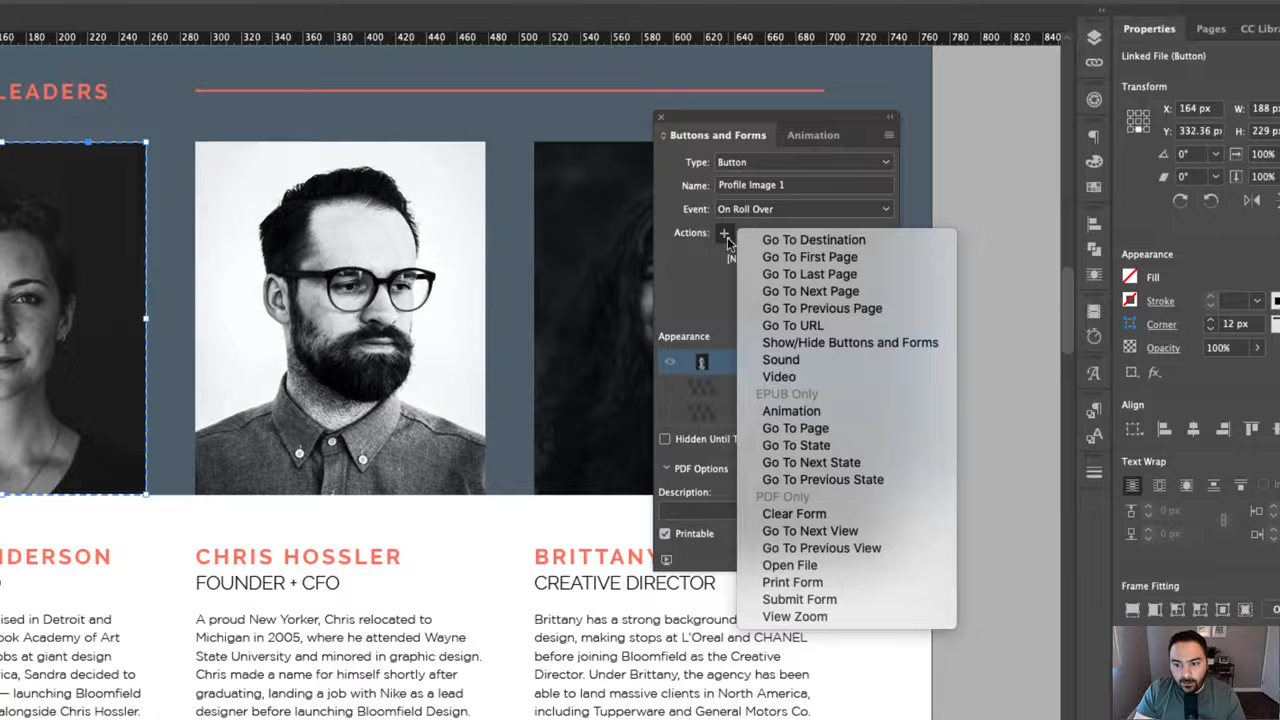 160 180 200 220 240 260 280 300 320 340 360 380 400 420 440 460 480 500 520 540 560 580 600 620 640 660 680 700 720 740 760 780 800 820 840
Properties Pages CC Libra
Linked File (Button)
Transform
X: 164 px W: 188 px
Y: 332.36 px H: 229 px
0° 100%
0° 100%
Appearance
Fill
Stroke
Corner 12 px
Opacity 100%
fx.
Align
Text Wrap
0 px
0 px
Frame Fitting
LEADERS
Buttons and Forms Animation
Type: Button
Name: Profile Image 1
Event: On Roll Over
Actions:
[N
Appearance
Hidden Until T
PDF Options
Description:
Printable
Go To Destination
Go To First Page
Go To Last Page
Go To Next Page
Go To Previous Page
Go To URL
Show/Hide Buttons and Forms
Sound
Video
EPUB Only
Animation
Go To Page
Go To State
Go To Next State
Go To Previous State
PDF Only
Clear Form
Go To Next View
Go To Previous View
Open File
Print Form
Submit Form
View Zoom
NDERSON
ised in Detroit and
ook Academy of Art
obs at giant design
ica, Sandra decided to
— launching Bloomfield
alongside Chris Hossler.
CHRIS HOSSLER
FOUNDER + CFO
A proud New Yorker, Chris relocated to
Michigan in 2005, where he attended Wayne
State University and minored in graphic design.
Chris made a name for himself shortly after
graduating, landing a job with Nike as a lead
designer before launching Bloomfield Design.
BRITTANY
CREATIVE DIRECTOR
Brittany has a strong background
design, making stops at L'Oreal and CHANEL
before joining Bloomfield as the Creative
Director. Under Brittany, the agency has been
able to land massive clients in North America,
including Tupperware and General Motors Co.